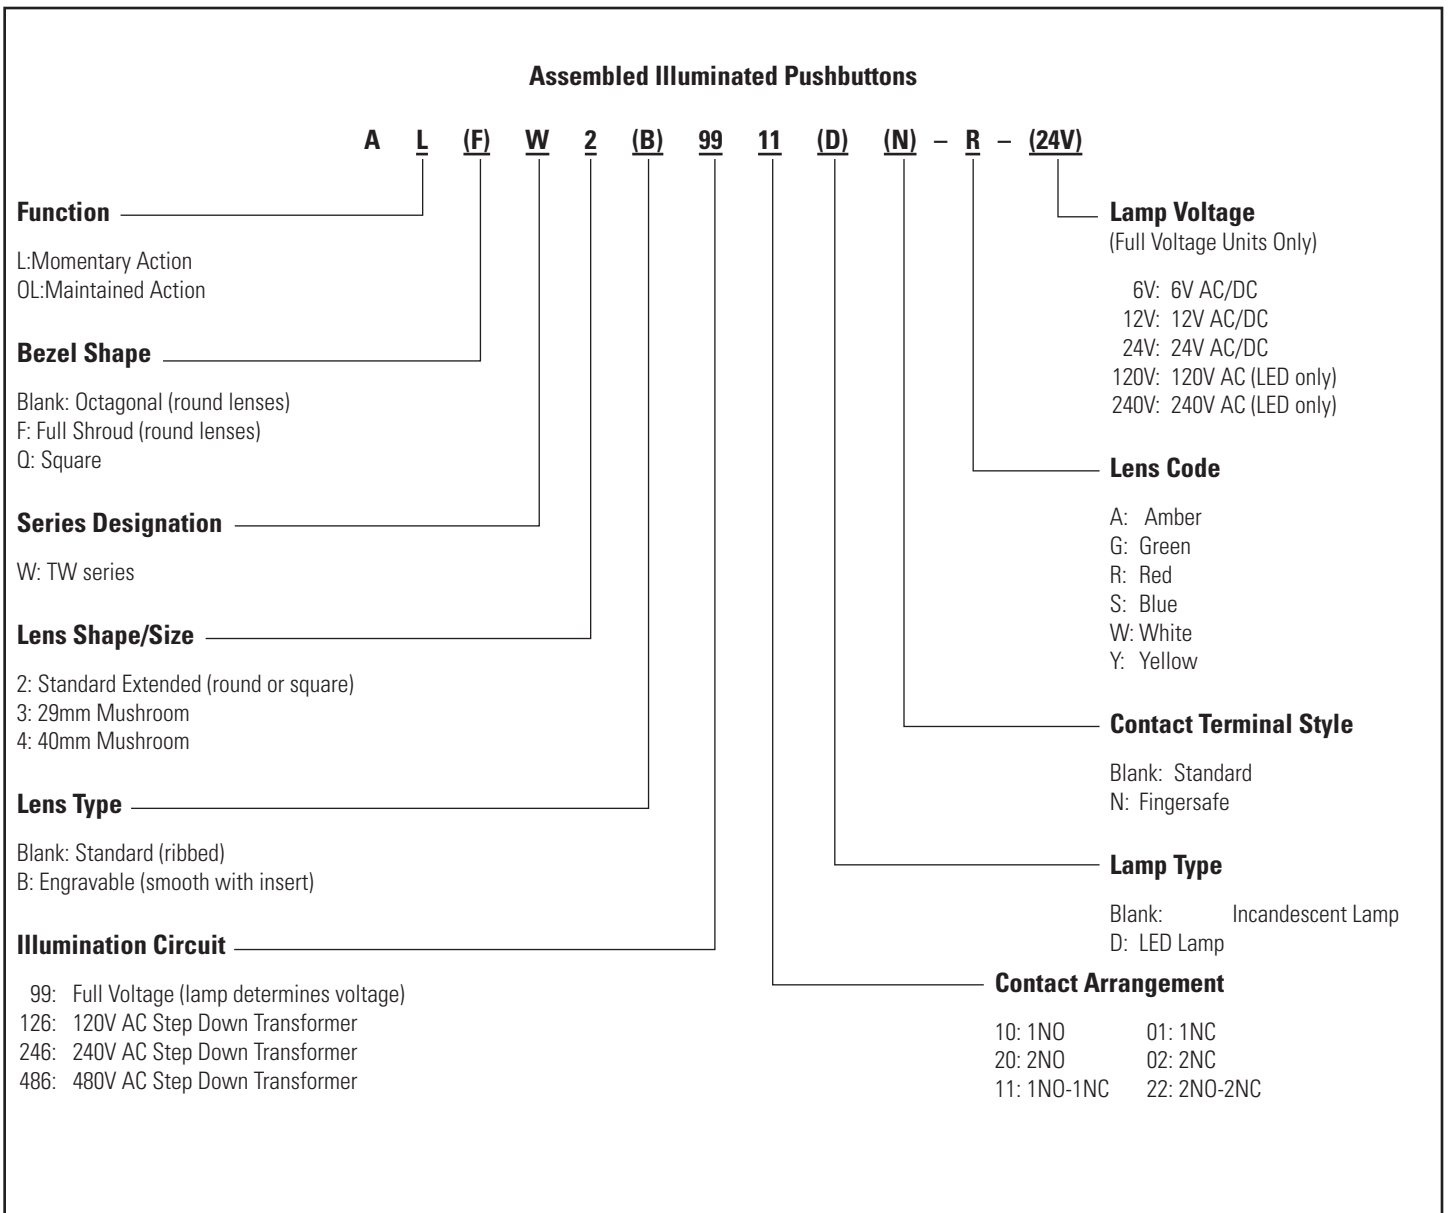 Assembled Illuminated Pushbuttons
A L (F) W 2 (B) 99 11 (D) (N) – R – (24V)
Function
L:Momentary Action
OL:Maintained Action
Bezel Shape
Blank: Octagonal (round lenses)
F: Full Shroud (round lenses)
Q: Square
Series Designation
W: TW series
Lens Shape/Size
2: Standard Extended (round or square)
3: 29mm Mushroom
4: 40mm Mushroom
Lens Type
Blank: Standard (ribbed)
B: Engravable (smooth with insert)
Illumination Circuit
99: Full Voltage (lamp determines voltage)
126: 120V AC Step Down Transformer
246: 240V AC Step Down Transformer
486: 480V AC Step Down Transformer
Lamp Voltage
(Full Voltage Units Only)
6V: 6V AC/DC
12V: 12V AC/DC
24V: 24V AC/DC
120V: 120V AC (LED only)
240V: 240V AC (LED only)
Lens Code
A: Amber
G: Green
R: Red
S: Blue
W: White
Y: Yellow
Contact Terminal Style
Blank: Standard
N: Fingersafe
Lamp Type
Blank: Incandescent Lamp
D: LED Lamp
Contact Arrangement
10: 1NO 01: 1NC
20: 2NO 02: 2NC
11: 1NO-1NC 22: 2NO-2NC